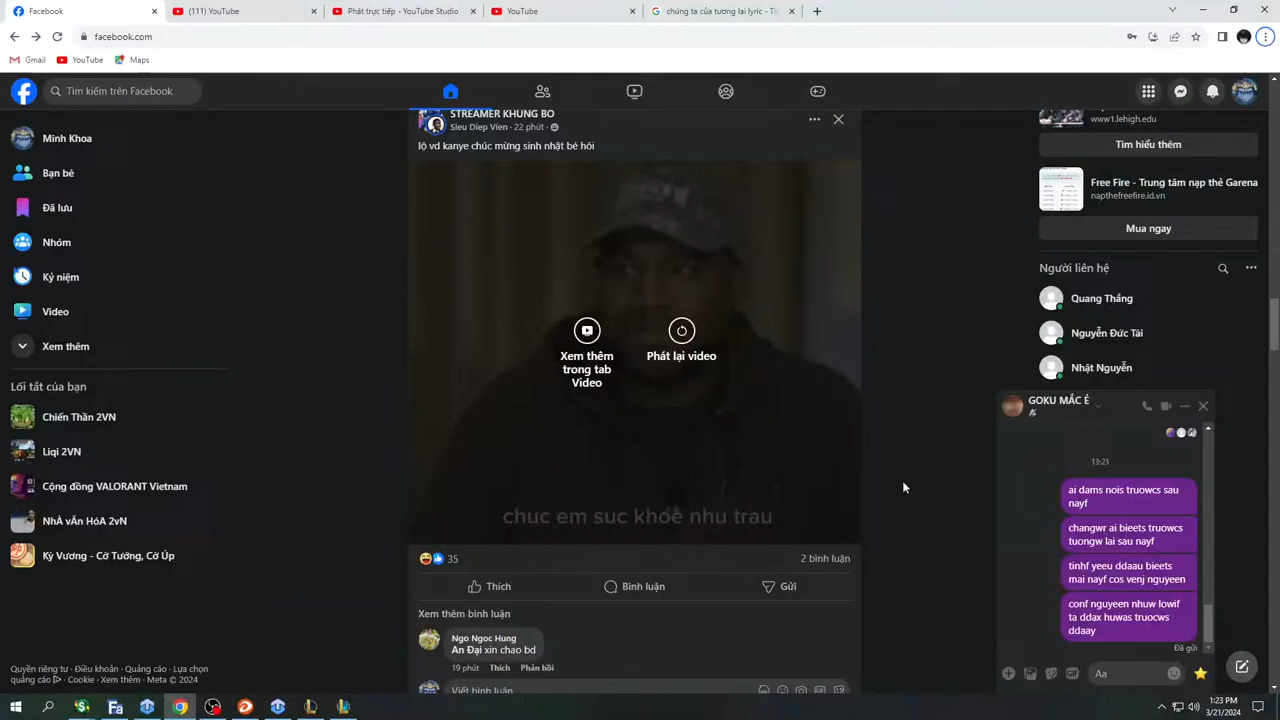 Facebook
(111) YouTube
Phát trực tiếp - YouTube Studio
YouTube
chúng ta của tương lai lyric - Tì
facebook.com
Gmail
YouTube
Maps
Tìm kiếm trên Facebook
Minh Khoa
Bạn bè
Đã lưu
Nhóm
Kỷ niệm
Video
Xem thêm
Lối tắt của bạn
Chiến Thần 2VN
Liqi 2VN
Cộng đồng VALORANT Vietnam
NhÀ vĂn HóA 2vN
Kỳ Vương - Cờ Tướng, Cờ Úp
Quyền riêng tư · Điều khoản · Quảng cáo · Lựa chọn
quảng cáo · Cookie · Xem thêm · Meta © 2024
STREAMER KHUNG BO
Sieu Diep Vien · 22 phút ·
lộ vd kanye chúc mừng sinh nhật bé hói
Xem thêm
trong tab
Video
Phát lại video
chuc em suc khoẻ nhu trau
35
2 bình luận
Thích
Bình luận
Gửi
Xem thêm bình luận
Ngo Ngoc Hung
An Đại xin chao bd
19 phút Thích Phản hồi
Viết bình luận
www1.lehigh.edu
Tìm hiểu thêm
Free Fire - Trung tâm nạp thẻ Garena
napthefreefire.id.vn
Mua ngay
Người liên hệ
Quang Thắng
Nguyễn Đức Tài
Nhật Nguyễn
GOKU MẮC Ẻ
13:21
ai dams nois truowcs sau
nayf
changwr ai bieets truowcs
tuongw lai sau nayf
tinhf yeeu ddaau bieets
mai nayf cos venj nguyeen
conf nguyeen nhuw lowif
ta ddax huwas truocws
ddaay
Đã gửi
Aa
1:23 PM
3/21/2024